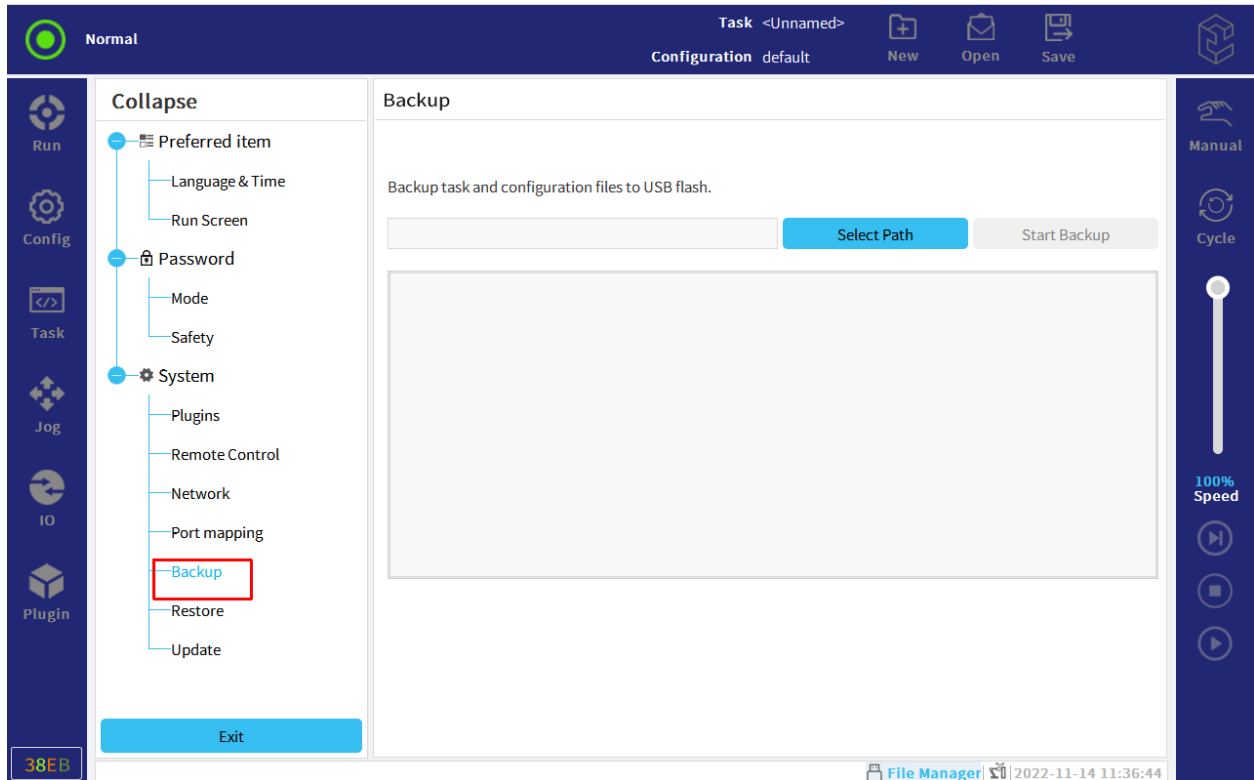 Normal
Task <Unnamed>
Configuration default
New
Open
Save
Run
Config
Task
Jog
IO
Plugin
38EB
Collapse
Preferred item
Language & Time
Run Screen
Password
Mode
Safety
System
Plugins
Remote Control
Network
Port mapping
Backup
Restore
Update
Exit
Backup
Backup task and configuration files to USB flash.
Select Path
Start Backup
Manual
Cycle
100%
Speed
File Manager
2022-11-14 11:36:44